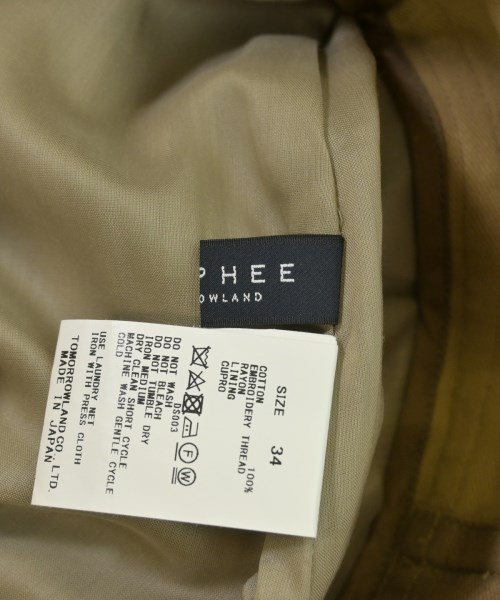 PHEE
OWLAND
SIZE 34
COTTON 100%
EMBROIDERY THREAD
RAYON
LINING
CUPRO
DS003
DO NOT WASH
DO NOT BLEACH
DO NOT TUMBLE DRY
IRON MEDIUM
DRY CLEAN SHORT CYCLE
MACHINE WASH GENTLE CYCLE
COLD
USE LAUNDRY NET
IRON WITH PRESS CLOTH
TOMORROWLAND CO., LTD.
MADE IN JAPAN